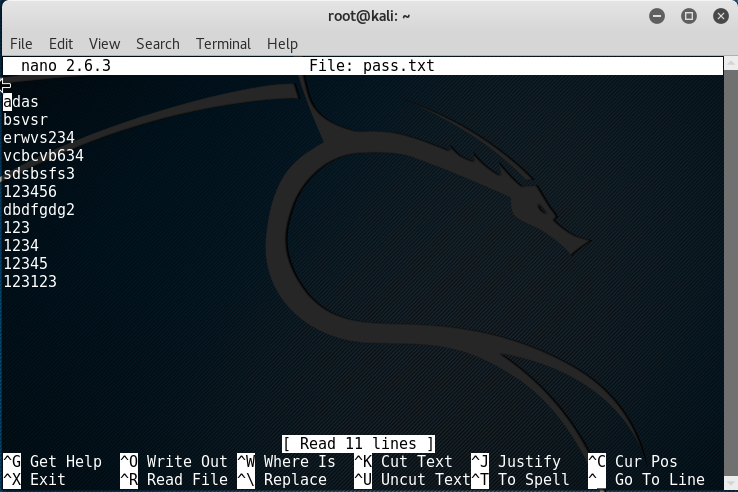 root@kali: ~
File Edit View Search Terminal Help
nano 2.6.3 File: pass.txt
adas
bsvsr
erwvs234
vcbcvb634
sdsbsfs3
123456
dbdfgdg2
123
1234
12345
123123
[ Read 11 lines ]
^G Get Help ^O Write Out ^W Where Is ^K Cut Text ^J Justify ^C Cur Pos
^X Exit ^R Read File ^\ Replace ^U Uncut Text ^T To Spell ^_ Go To Line